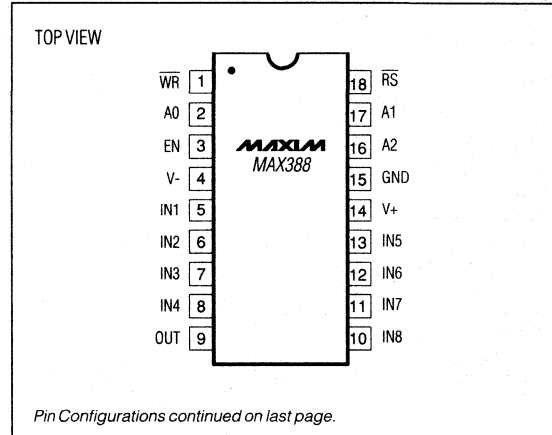 TOP VIEW
W̅R̅ 1
A0 2
EN 3
V- 4
IN1 5
IN2 6
IN3 7
IN4 8
OUT 9
MAXIM
MAX388
18 R̅S̅
17 A1
16 A2
15 GND
14 V+
13 IN5
12 IN6
11 IN7
10 IN8
Pin Configurations continued on last page.